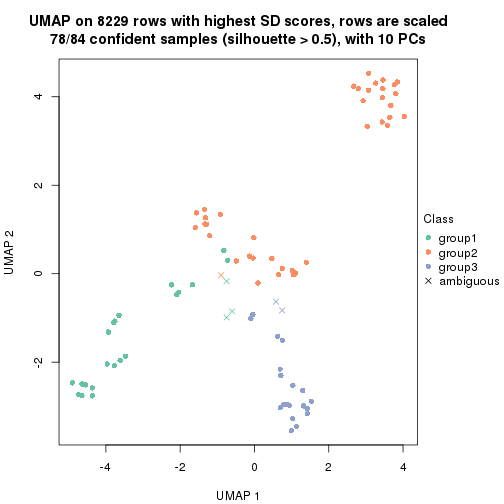 UMAP on 8229 rows with highest SD scores, rows are scaled
78/84 confident samples (silhouette > 0.5), with 10 PCs
4
2
0
-2
UMAP 2
-4
-2
0
2
4
UMAP 1
Class
group1
group2
group3
ambiguous